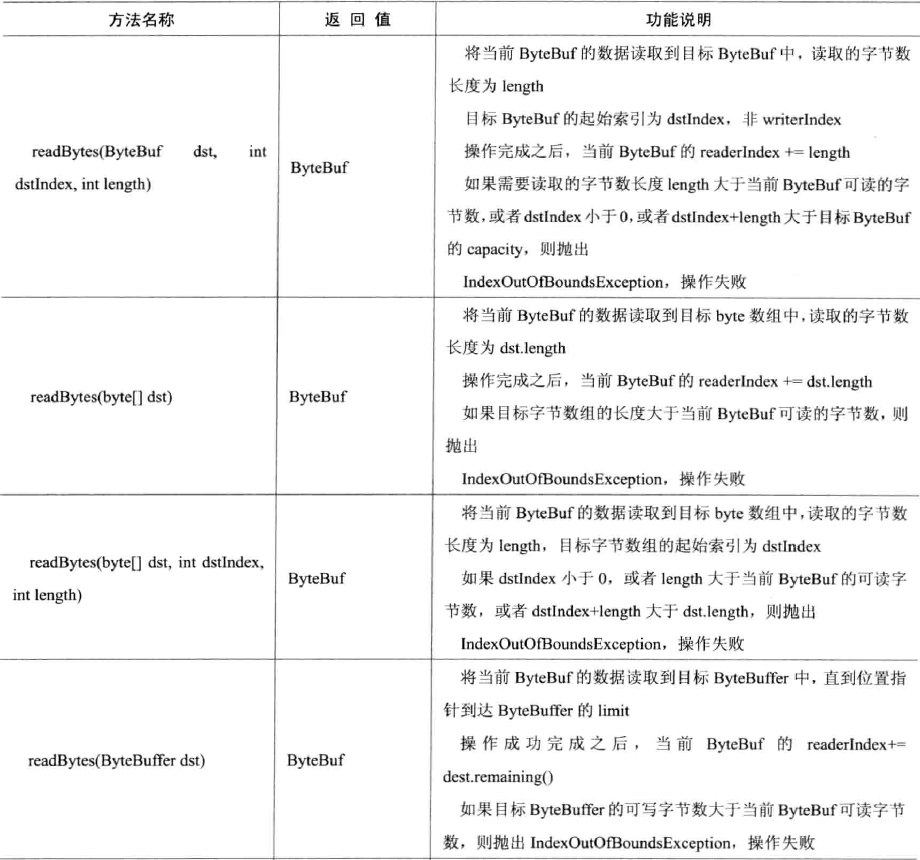 方法名称 返 回 值 功能说明
readBytes(ByteBuf dst, int
dstIndex, int length)
ByteBuf
将当前 ByteBuf 的数据读取到目标 ByteBuf 中，读取的字节数
长度为 length
目标 ByteBuf 的起始索引为 dstIndex，非 writerIndex
操作完成之后，当前 ByteBuf 的 readerIndex += length
如果需要读取的字节数长度 length 大于当前 ByteBuf 可读的字
节数，或者 dstIndex 小于 0，或者 dstIndex+length 大于目标 ByteBuf
的 capacity，则抛出
IndexOutOfBoundsException，操作失败
readBytes(byte[] dst)
ByteBuf
将当前 ByteBuf 的数据读取到目标 byte 数组中，读取的字节数
长度为 dst.length
操作完成之后，当前 ByteBuf 的 readerIndex += dst.length
如果目标字节数组的长度大于当前 ByteBuf 可读的字节数，则
抛出
IndexOutOfBoundsException，操作失败
readBytes(byte[] dst, int dstIndex,
int length)
ByteBuf
将当前 ByteBuf 的数据读取到目标 byte 数组中，读取的字节数
长度为 length，目标字节数组的起始索引为 dstIndex
如果 dstIndex 小于 0，或者 length 大于当前 ByteBuf 的可读字
节数，或者 dstIndex+length 大于 dst.length，则抛出
IndexOutOfBoundsException，操作失败
readBytes(ByteBuffer dst)
ByteBuf
将当前 ByteBuf 的数据读取到目标 ByteBuffer 中，直到位置指
针到达 ByteBuffer 的 limit
操作成功完成之后，当前 ByteBuf 的 readerIndex+=
dest.remaining()
如果目标 ByteBuffer 的可写字节数大于当前 ByteBuf 可读字节
数，则抛出 IndexOutOfBoundsException，操作失败